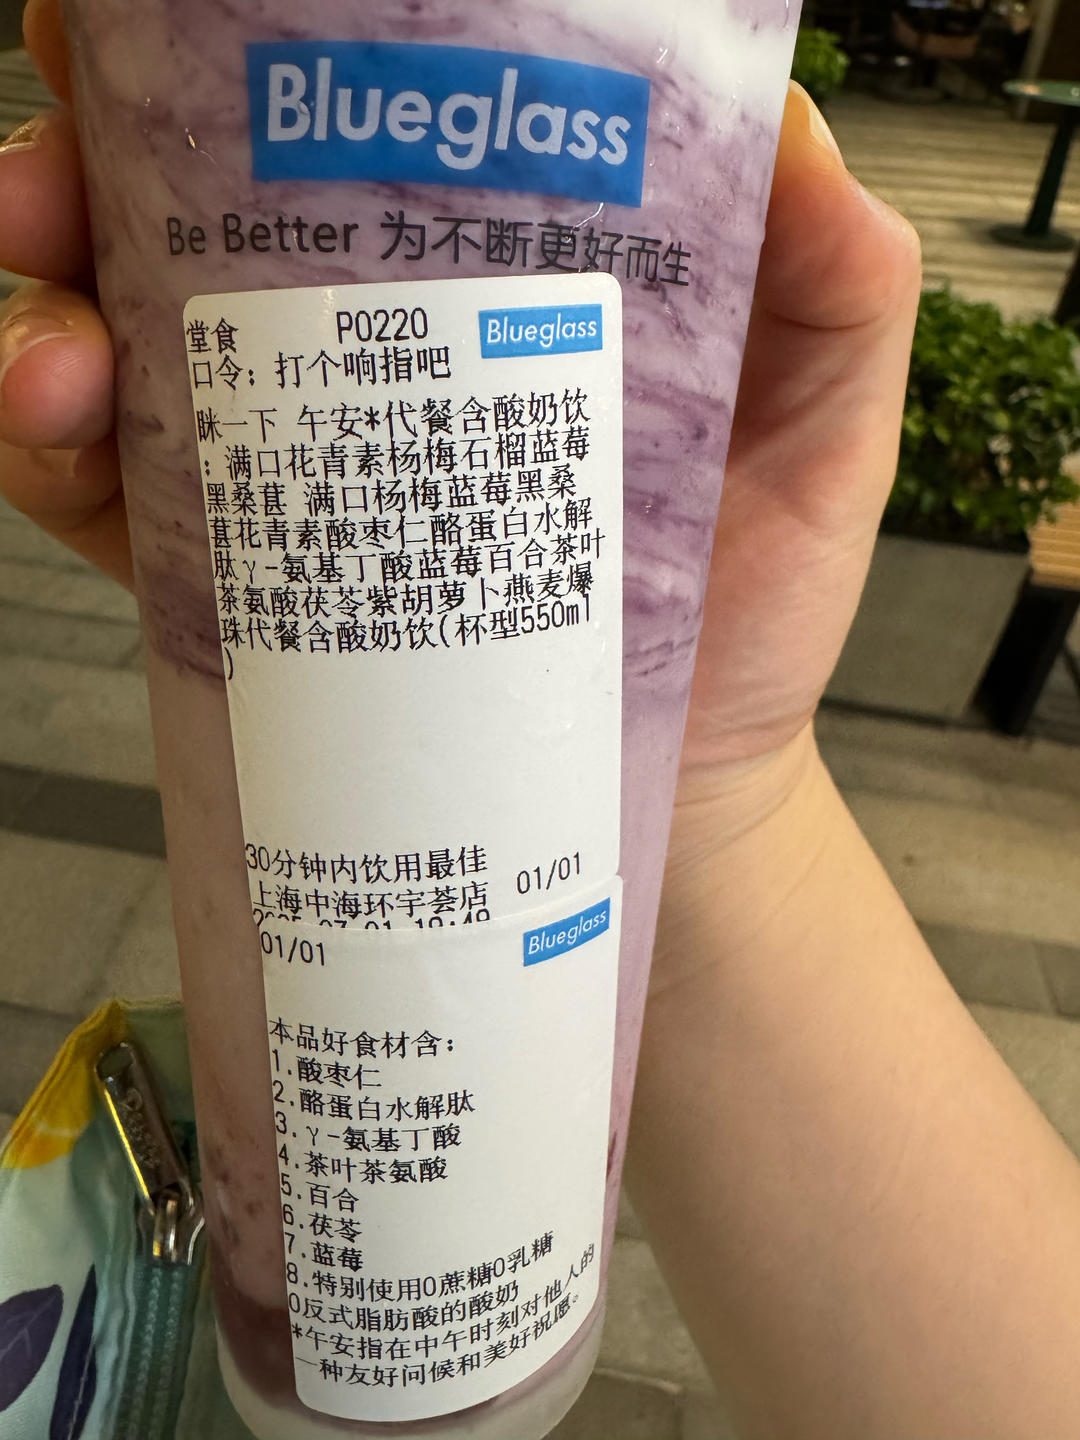 Blueglass
Be Better 为不断更好而生
堂食 P0220 Blueglass
口令：打个响指吧
眯一下 午安*代餐含酸奶饮
：满口花青素杨梅石榴蓝莓
黑桑葚 满口杨梅蓝莓黑桑
葚花青素酸枣仁酪蛋白水解
肽γ-氨基丁酸蓝莓百合茶叶
茶氨酸茯苓紫胡萝卜燕麦爆
珠代餐含酸奶饮(杯型550ml
)
30分钟内饮用最佳
上海中海环宇荟店 01/01
2025-07-01 19:49
01/01 Blueglass
本品好食材含：
1.酸枣仁
2.酪蛋白水解肽
3.γ-氨基丁酸
4.茶叶茶氨酸
5.百合
6.茯苓
7.蓝莓
8.特别使用0蔗糖0乳糖
0反式脂肪酸的酸奶
*午安指在中午时刻对他人的
一种友好问候和美好祝愿。